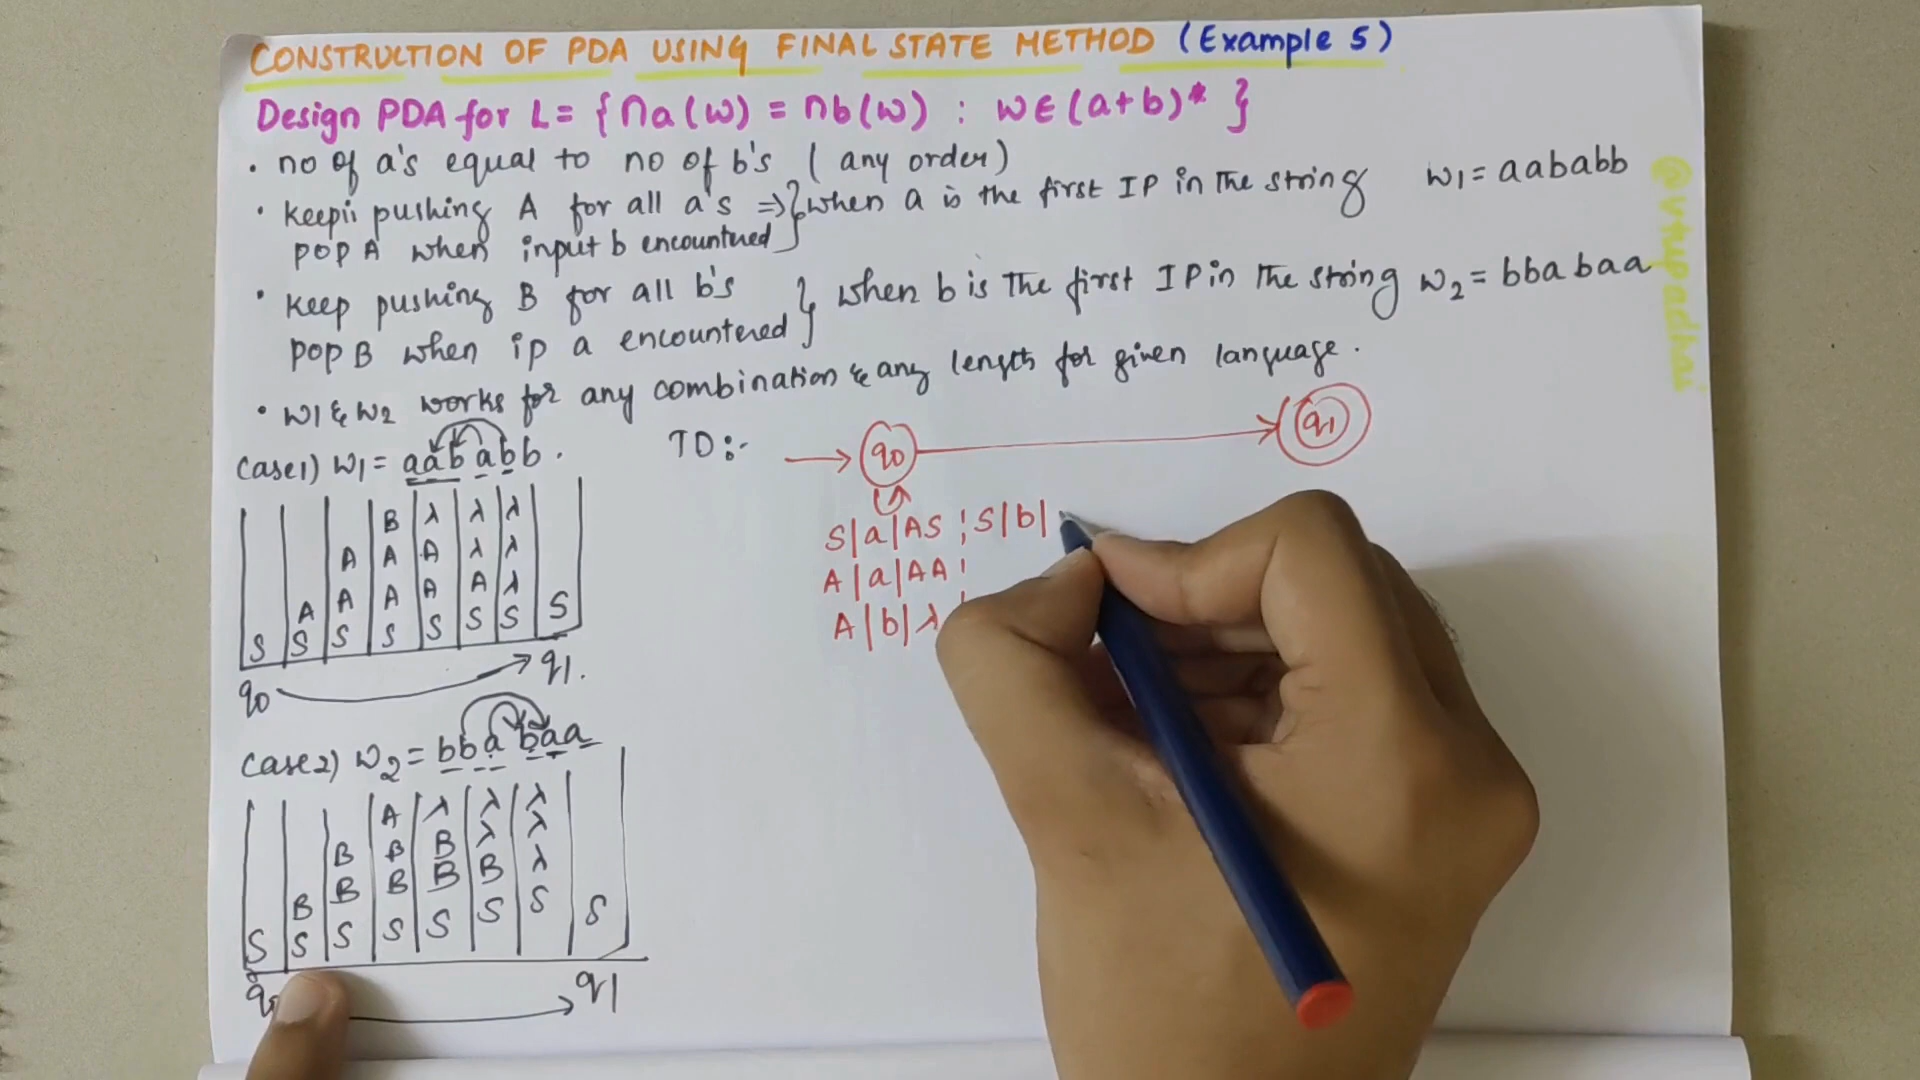 CONSTRUCTION OF PDA USING FINAL STATE METHOD (Example 5)
Design PDA for L = { na(w) = nb(w) : w ∈ (a+b)* }
• no of a's equal to no of b's ( any order)
• Keepii pushing A for all a's ⇒} when a is the first IP in the string w1 = aababb
pop A when input b encountered
• Keep pushing B for all b's } when b is the first IP in the string w2 = bbabaa
pop B when ip a encountered
• w1 & w2 works for any combination & any length for given language.
Case1) w1 = aababb.
TD:-
q0 q1
S|a|AS ; S|b|
A|a|AA ;
A|b|λ
B λ λ λ
A A A λ λ
A A A A A λ
S S S S S S S S
q0 q1.
Case2) w2 = bbabaa
A λ λ λ
B B B λ λ
B B B B B λ
S S S S S S S S
q1
@vtupadhai